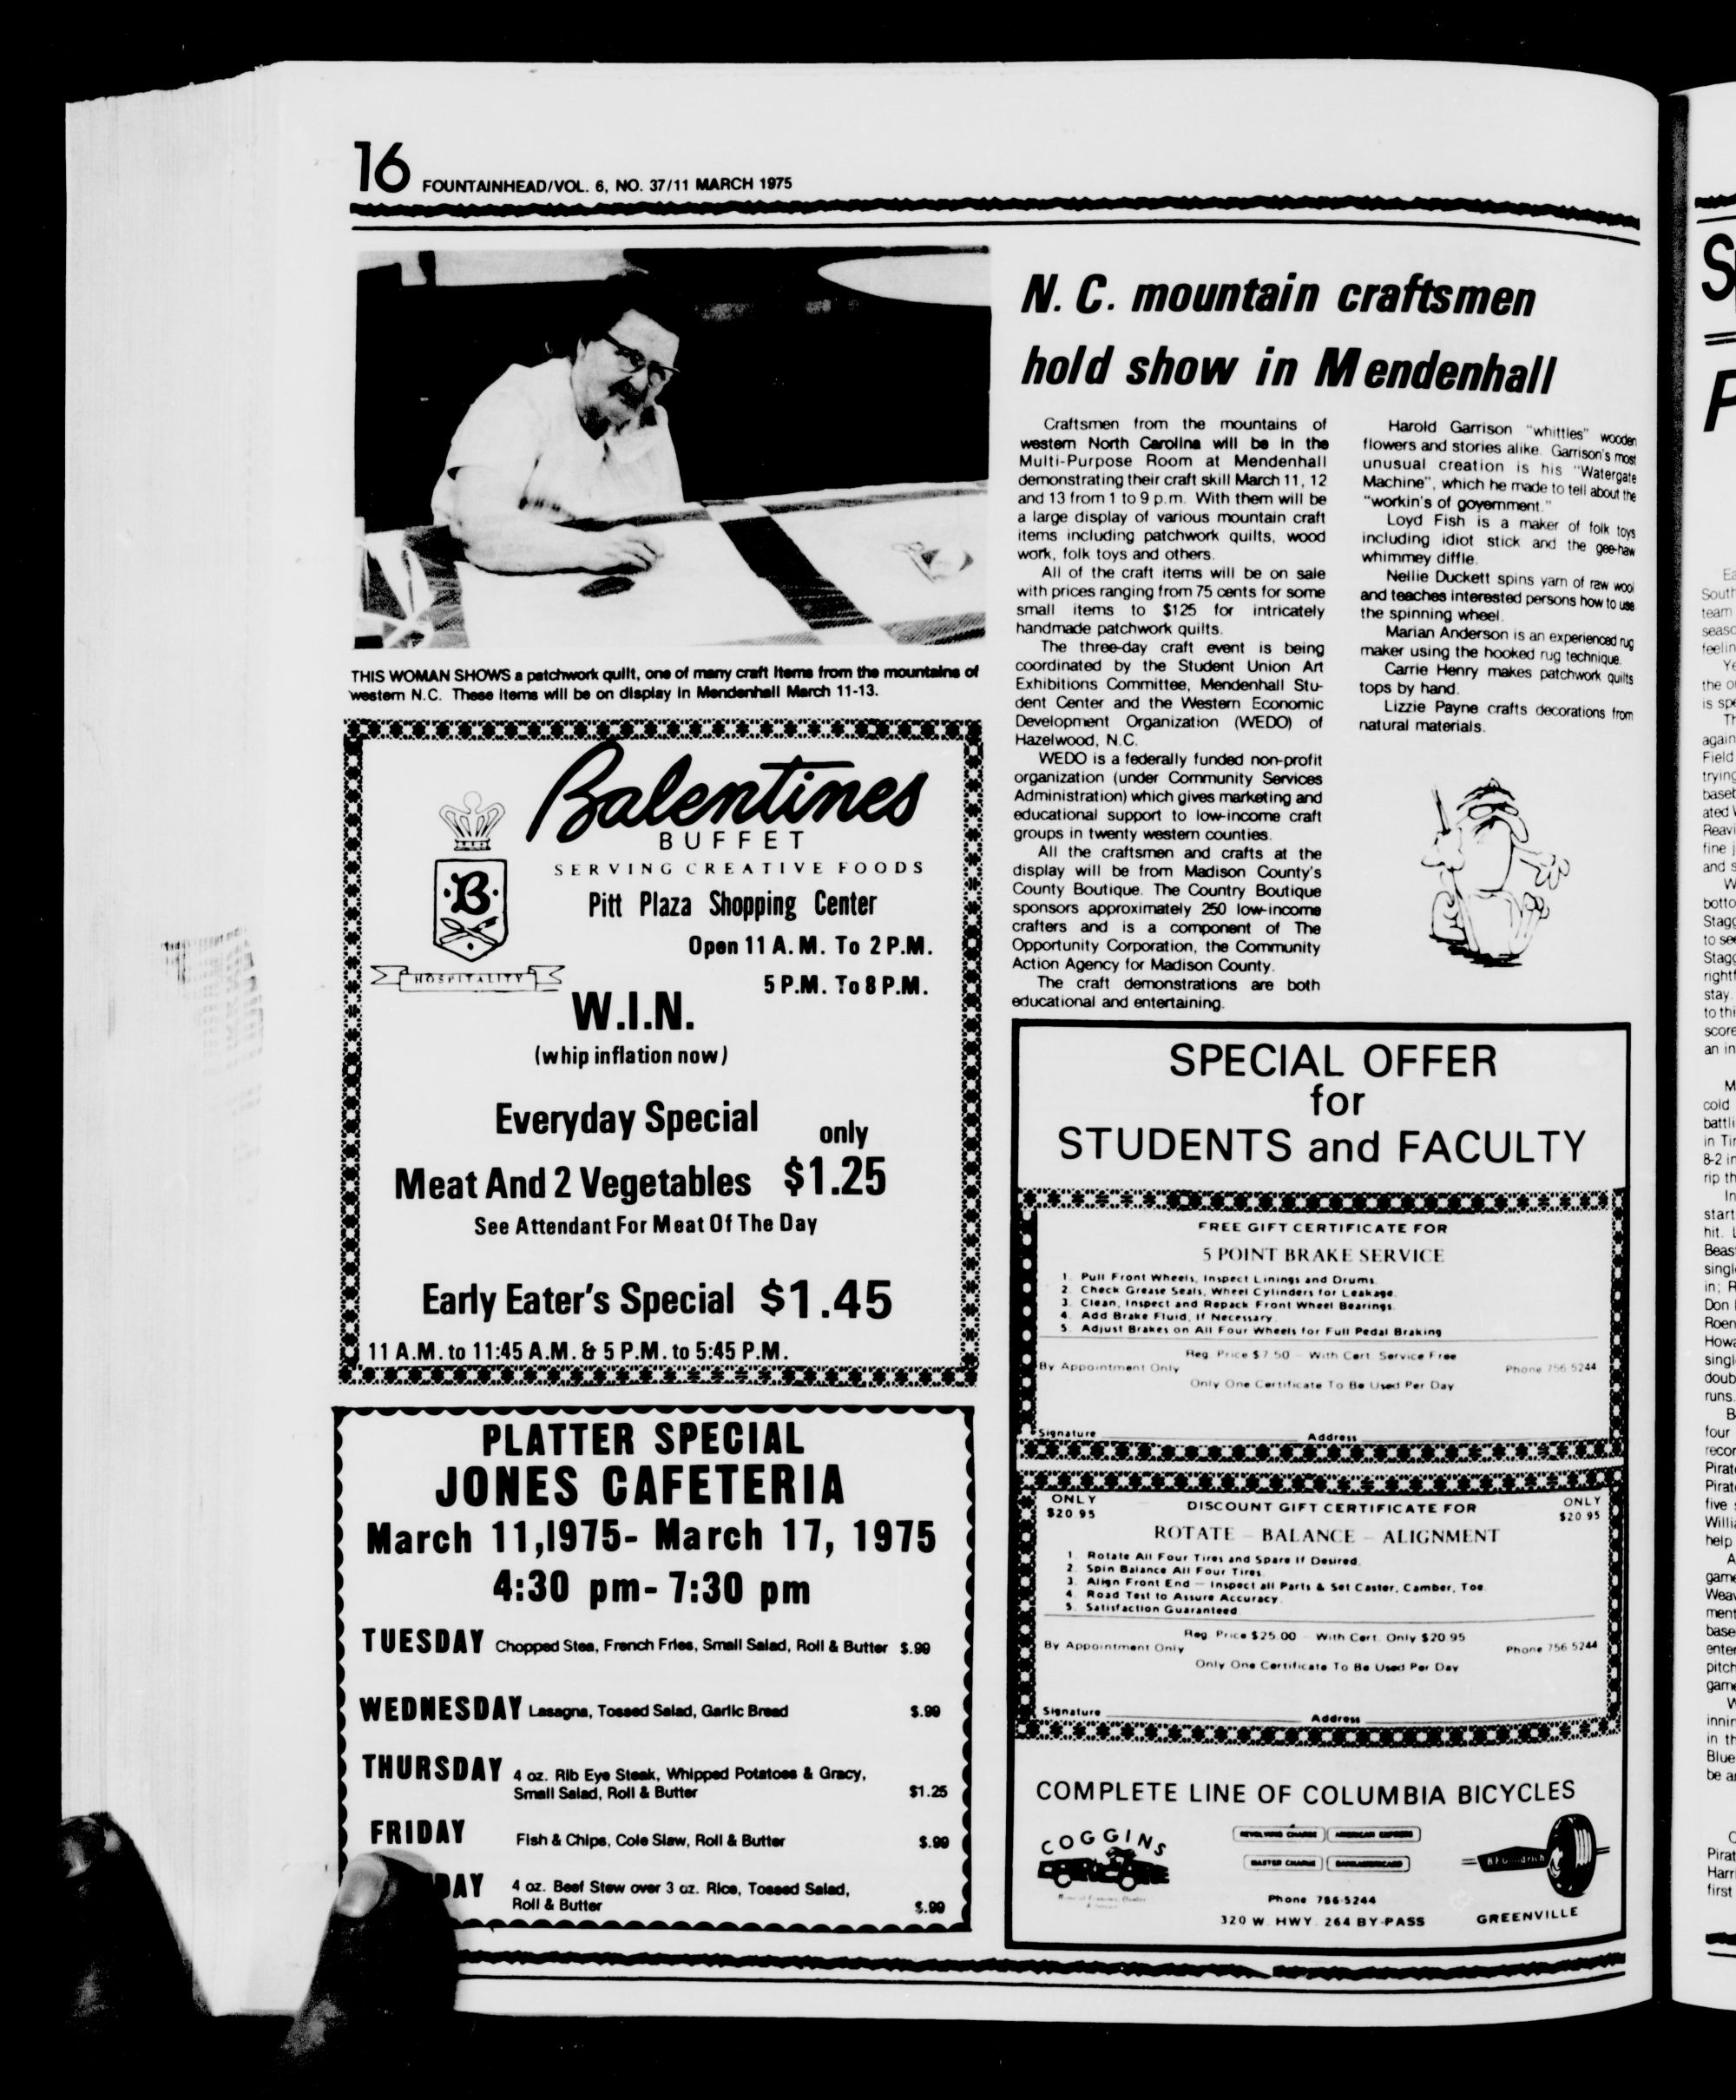 16 FOUNTAINHEAD/VOL. 6, NO. 37/11 MARCH 1975
THIS WOMAN SHOWS a patchwork quilt, one of many craft items from the mountains of
western N.C. These items will be on display in Mendenhall March 11-13.
N. C. mountain craftsmen
hold show in Mendenhall
Craftsmen from the mountains of
western North Carolina will be in the
Multi-Purpose Room at Mendenhall
demonstrating their craft skill March 11, 12
and 13 from 1 to 9 p.m. With them will be
a large display of various mountain craft
items including patchwork quilts, wood
work, folk toys and others.
All of the craft items will be on sale
with prices ranging from 75 cents for some
small items to $125 for intricately
handmade patchwork quilts.
The three-day craft event is being
coordinated by the Student Union Art
Exhibitions Committee, Mendenhall Stu-
dent Center and the Western Economic
Development Organization (WEDO) of
Hazelwood, N.C.
WEDO is a federally funded non-profit
organization (under Community Services
Administration) which gives marketing and
educational support to low-income craft
groups in twenty western counties.
All the craftsmen and crafts at the
display will be from Madison County's
County Boutique. The Country Boutique
sponsors approximately 250 low-income
crafters and is a component of The
Opportunity Corporation, the Community
Action Agency for Madison County.
The craft demonstrations are both
educational and entertaining.
Harold Garrison "whittles" wooden
flowers and stories alike. Garrison's most
unusual creation is his "Watergate
Machine", which he made to tell about the
"workin's of government."
Loyd Fish is a maker of folk toys
including idiot stick and the gee-haw
whimmey diffle.
Nellie Duckett spins yarn of raw wool
and teaches interested persons how to use
the spinning wheel.
Marian Anderson is an experienced rug
maker using the hooked rug technique.
Carrie Henry makes patchwork quilts
tops by hand.
Lizzie Payne crafts decorations from
natural materials.
Balentines
BUFFET
SERVING CREATIVE FOODS
B
HOSPITALITY
Pitt Plaza Shopping Center
Open 11 A.M. To 2 P.M.
5 P.M. To 8 P.M.
W.I.N.
(whip inflation now)
Everyday Special only
Meat And 2 Vegetables $1.25
See Attendant For Meat Of The Day
Early Eater's Special $1.45
11 A.M. to 11:45 A.M. & 5 P.M. to 5:45 P.M.
PLATTER SPECIAL
JONES CAFETERIA
March 11,1975- March 17, 1975
4:30 pm- 7:30 pm
TUESDAY Chopped Stea, French Fries, Small Salad, Roll & Butter $.99
WEDNESDAY Lasagna, Tossed Salad, Garlic Bread $.99
THURSDAY 4 oz. Rib Eye Steak, Whipped Potatoes & Gracy,
Small Salad, Roll & Butter $1.25
FRIDAY Fish & Chips, Cole Slaw, Roll & Butter $.99
DAY 4 oz. Beef Stew over 3 oz. Rice, Tossed Salad,
Roll & Butter $.99
SPECIAL OFFER
for
STUDENTS and FACULTY
FREE GIFT CERTIFICATE FOR
5 POINT BRAKE SERVICE
1. Pull Front Wheels, Inspect Linings and Drums.
2. Check Grease Seals, Wheel Cylinders for Leakage.
3. Clean, Inspect and Repack Front Wheel Bearings.
4. Add Brake Fluid, If Necessary.
5. Adjust Brakes on All Four Wheels for Full Pedal Braking
Reg. Price $7.50 - With Cert. Service Free
By Appointment Only Phone 756-5244
Only One Certificate To Be Used Per Day
Signature Address
ONLY
$20.95
DISCOUNT GIFT CERTIFICATE FOR
ONLY
$20.95
ROTATE - BALANCE - ALIGNMENT
1. Rotate All Four Tires and Spare If Desired.
2. Spin Balance All Four Tires.
3. Align Front End - Inspect all Parts & Set Caster, Camber, Toe.
4. Road Test to Assure Accuracy.
5. Satisfaction Guaranteed.
Reg. Price $25.00 - With Cert. Only $20.95
By Appointment Only Phone 756-5244
Only One Certificate To Be Used Per Day
Signature Address
COMPLETE LINE OF COLUMBIA BICYCLES
COGGINS
REVOLVING CHARGE AMERICAN EXPRESS
MASTER CHARGE BANKAMERICARD
B.F.Goodrich
Phone 756-5244
320 W. HWY. 264 BY-PASS
GREENVILLE